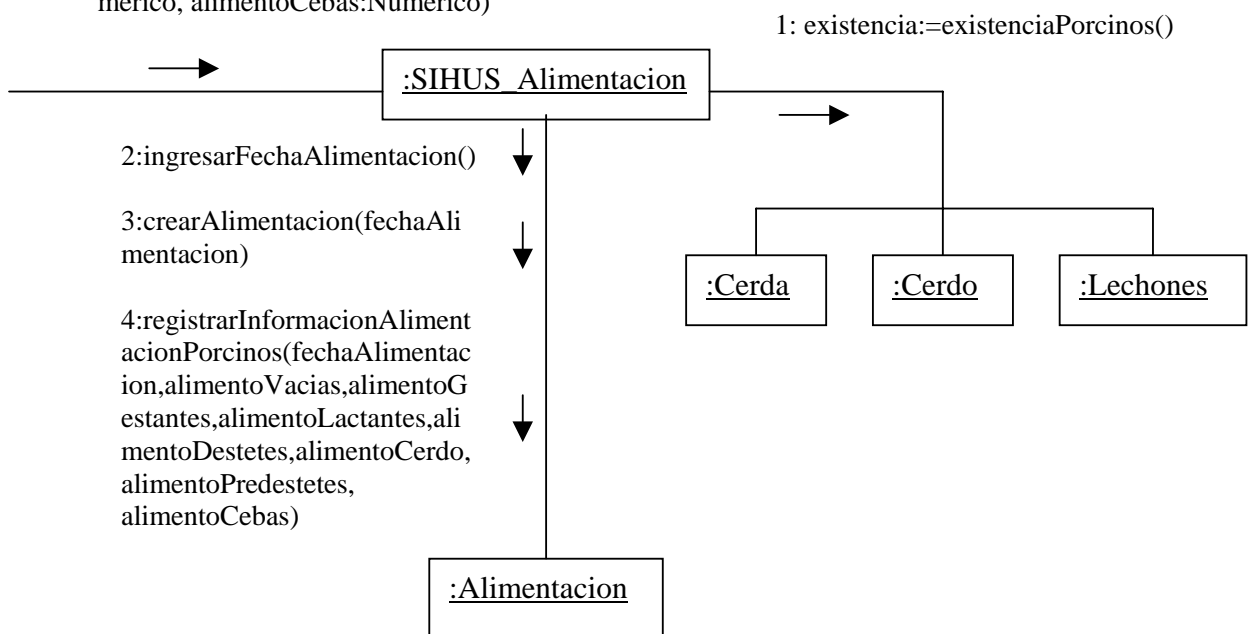 merico, alimentoCebas:Numerico)
1: existencia:=existenciaPorcinos()
:SIHUS_Alimentacion
2:ingresarFechaAlimentacion()
3:crearAlimentacion(fechaAli
mentacion)
:Cerda
:Cerdo
:Lechones
4:registrarInformacionAliment
acionPorcinos(fechaAlimentac
ion,alimentoVacias,alimentoG
estantes,alimentoLactantes,ali
mentoDestetes,alimentoCerdo,
alimentoPredestetes,
alimentoCebas)
:Alimentacion